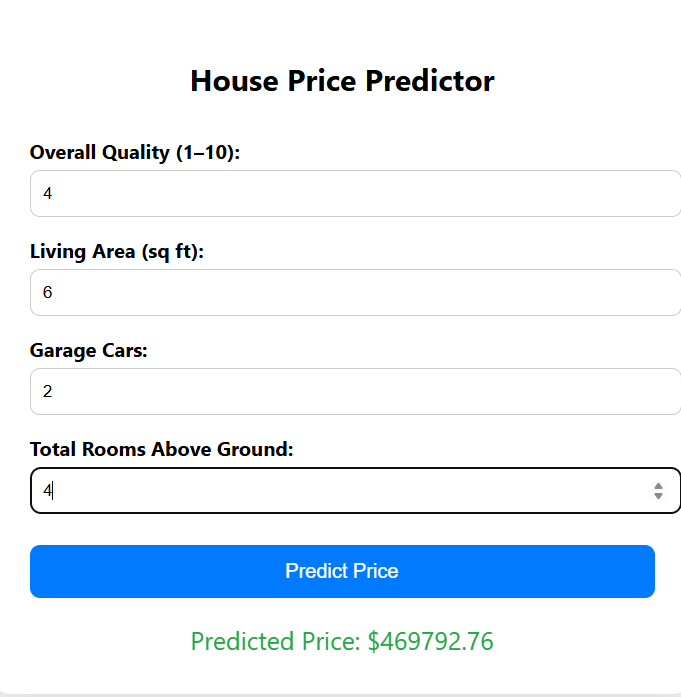 House Price Predictor
Overall Quality (1–10):
4
Living Area (sq ft):
6
Garage Cars:
2
Total Rooms Above Ground:
4
Predict Price
Predicted Price: $469792.76